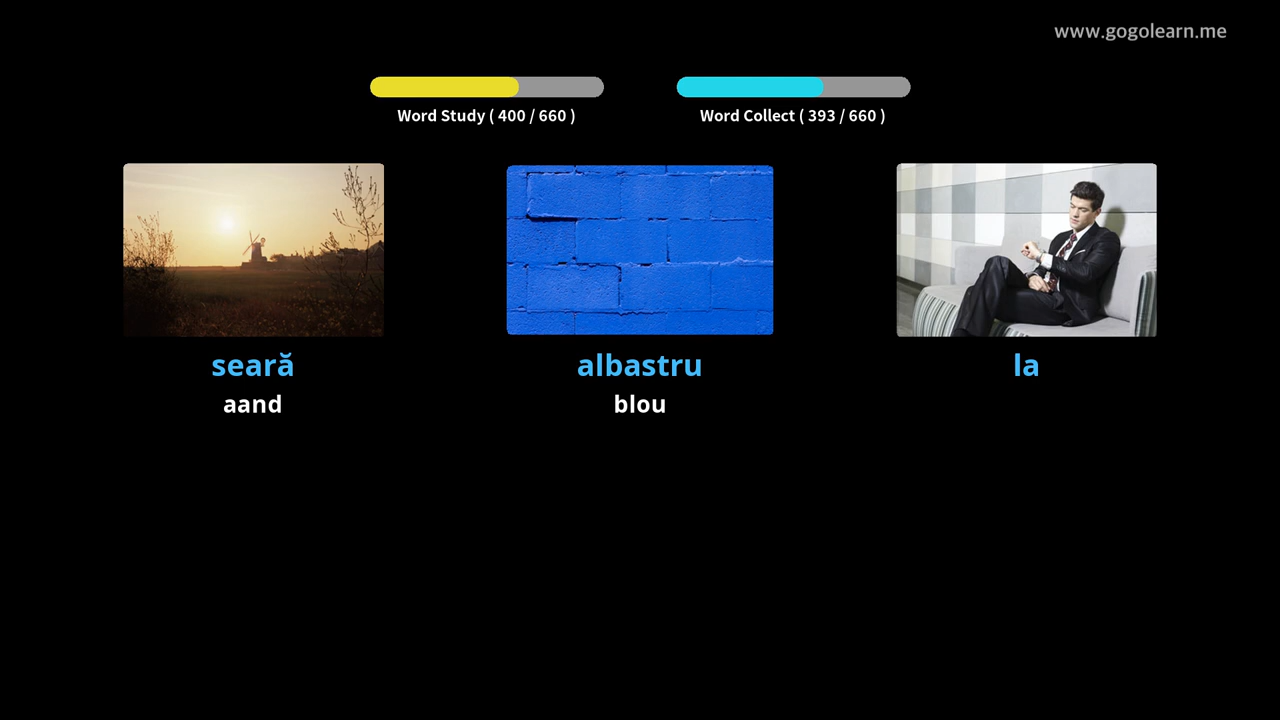 www.gogolearn.me
Word Study ( 400 / 660 )
Word Collect ( 393 / 660 )
seară
albastru
la
aand
blou